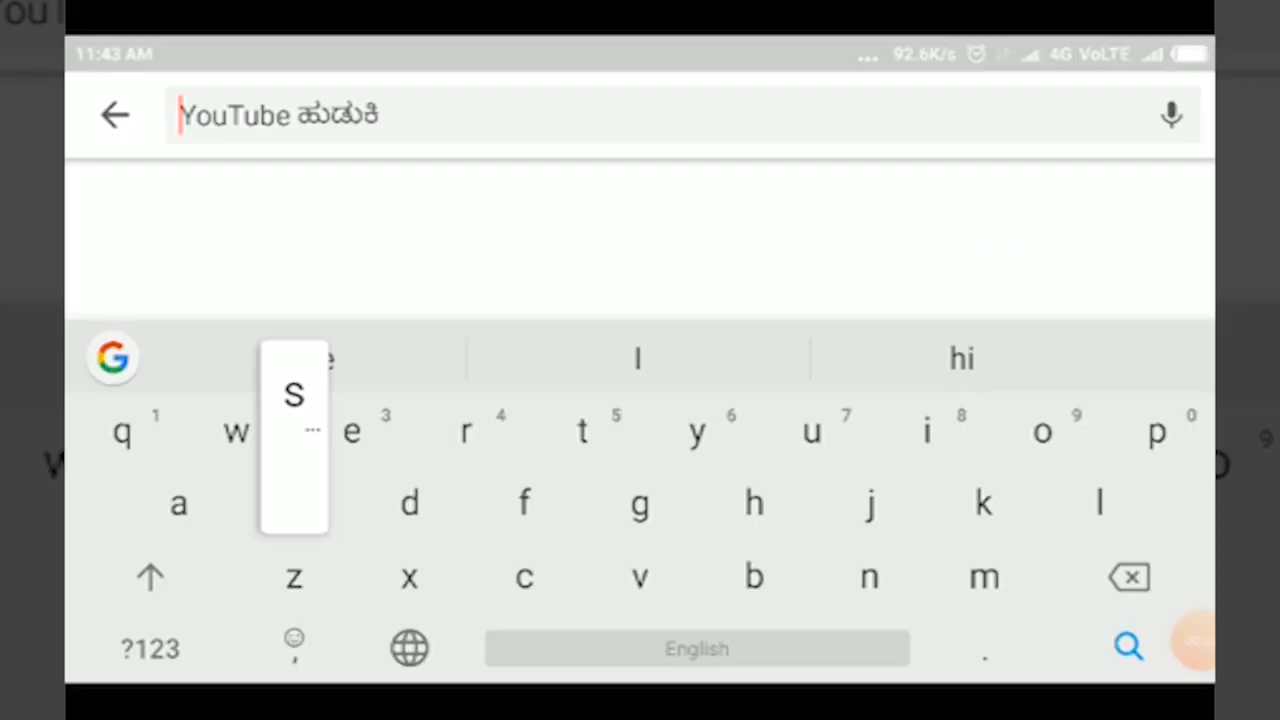 11:43 AM ... 92.6K/s 4G VoLTE
YouTube ಹುಡುಕಿ
I hi
S
...
q 1 w e 3 r 4 t 5 y 6 u 7 i 8 o 9 p 0
a d f g h j k l
z x c v b n m
?123 , English .